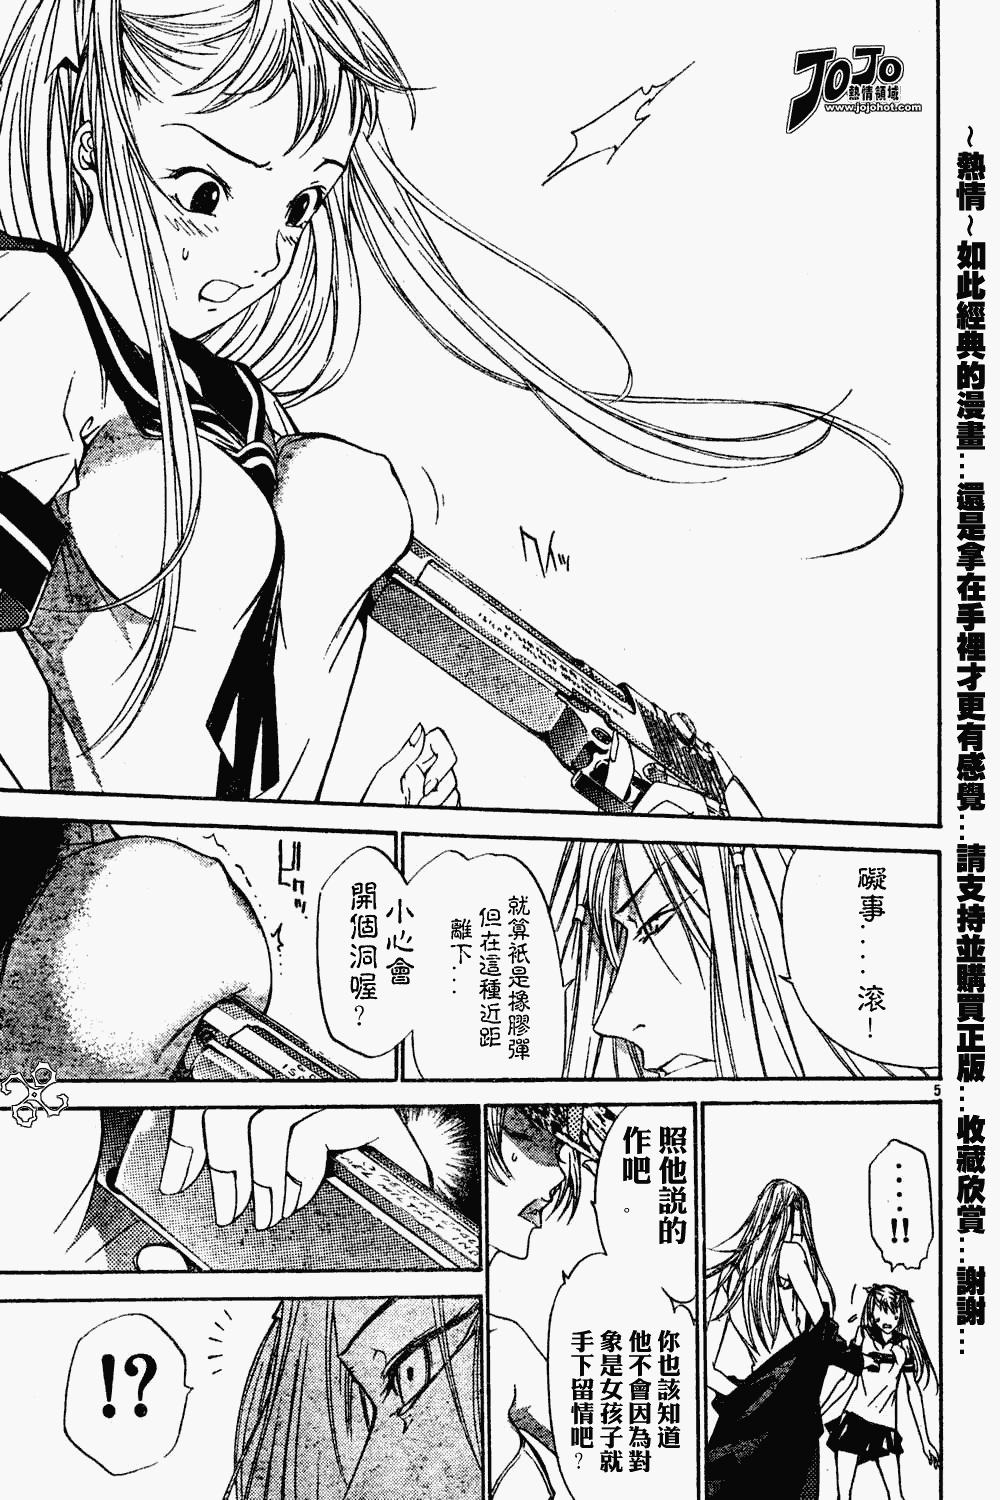 JOJO
熱情領域
www.jojohot.com
～熱情～如此經典的漫畫…還是拿在手裡才更有感覺…請支持並購買正版…收藏欣賞…謝謝…
グイッ
礙事……滾！
就算祇是橡膠彈
但在這種近距
離下…
小心會
開個洞喔？
5
……!!
照他說的
作吧。
你也該知道
他不會因為對
象是女孩子就
手下留情吧？
!?